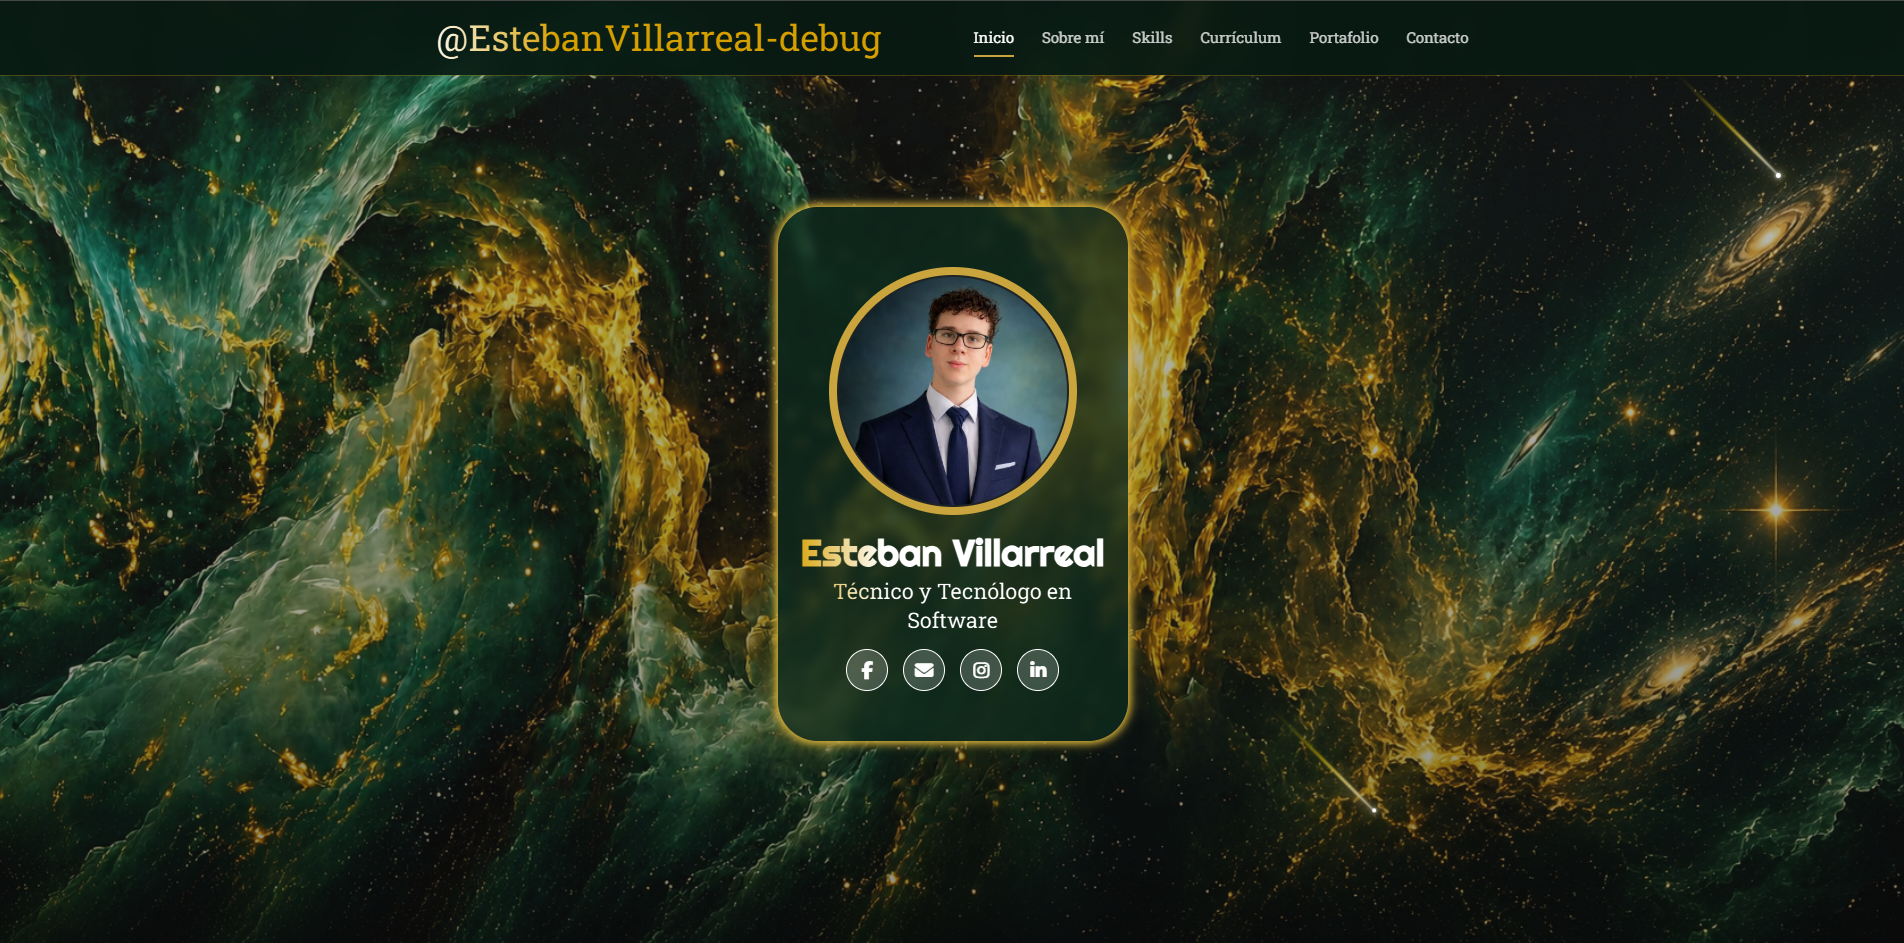 @EstebanVillarreal-debug
Inicio Sobre mí Skills Currículum Portafolio Contacto
Esteban Villarreal
Técnico y Tecnólogo en
Software